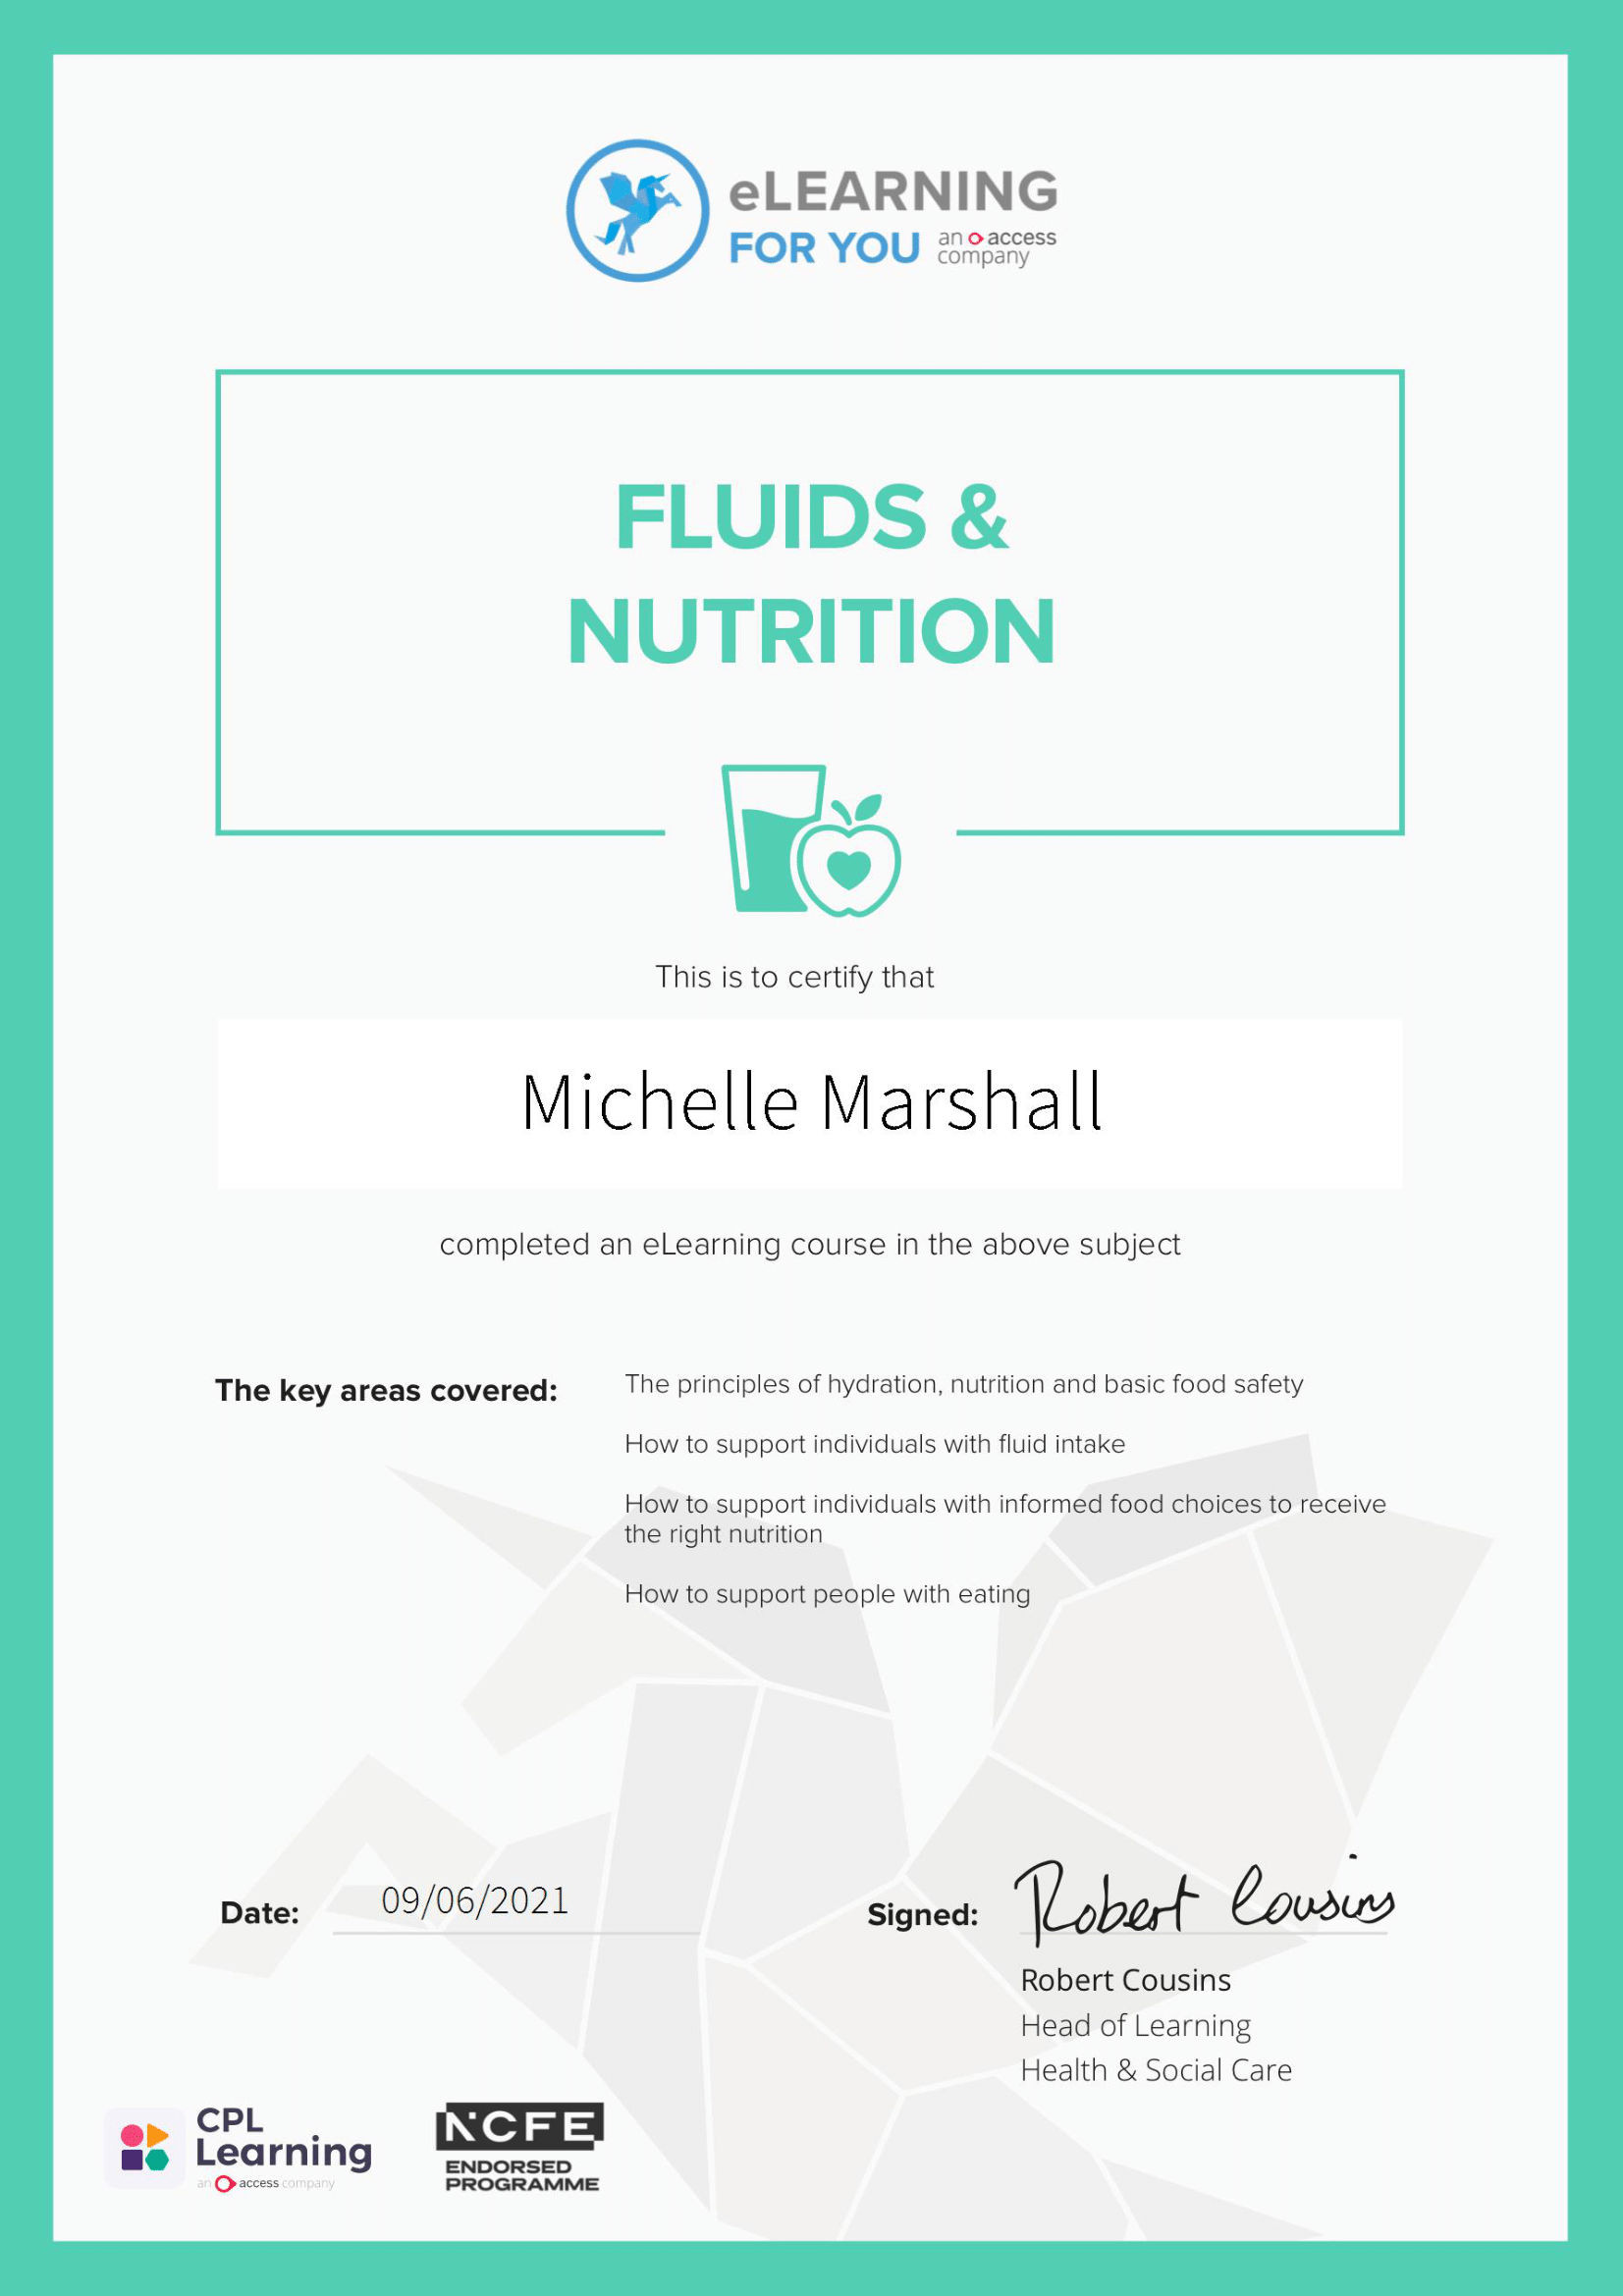 eLEARNING
FOR YOU
an access
company
FLUIDS &
NUTRITION
This is to certify that
Michelle Marshall
completed an eLearning course in the above subject
The key areas covered:
The principles of hydration, nutrition and basic food safety
How to support individuals with fluid intake
How to support individuals with informed food choices to receive
the right nutrition
How to support people with eating
Date: 09/06/2021
Signed: Robert Cousins
Robert Cousins
Head of Learning
Health & Social Care
CPL
Learning
an access company
NCFE
ENDORSED
PROGRAMME